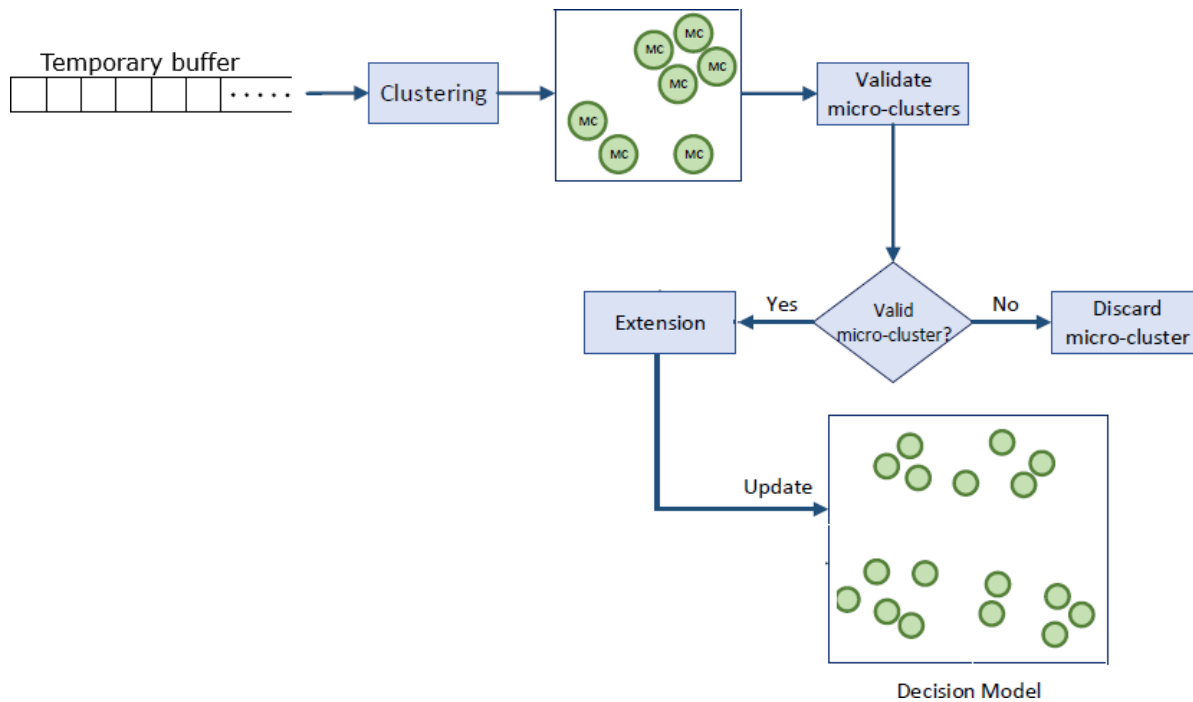 Temporary buffer
.....
Clustering
MC
MC
MC
MC
MC
MC
MC
Validate
micro-clusters
Valid
micro-cluster?
Yes
No
Extension
Discard
micro-cluster
Update
Decision Model